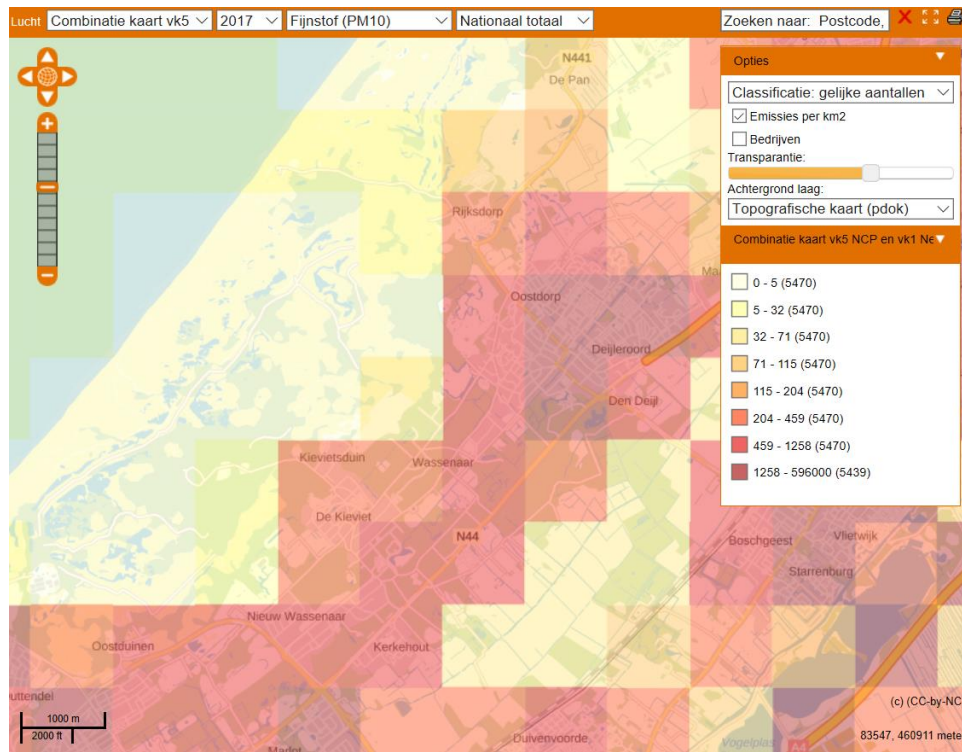 Lucht Combinatie kaart vk5 2017 Fijnstof (PM10) Nationaal totaal Zoeken naar: Postcode,
Opties
Classificatie: gelijke aantallen
Emissies per km2
Bedrijven
Transparantie:
Achtergrond laag:
Topografische kaart (pdok)
Combinatie kaart vk5 NCP en vk1 Ne
0 - 5 (5470)
5 - 32 (5470)
32 - 71 (5470)
71 - 115 (5470)
115 - 204 (5470)
204 - 459 (5470)
459 - 1258 (5470)
1258 - 596000 (5439)
N441
De Pan
Rijksdorp
Ma
Oostdorp
Deijleroord
Den Deijl
Kievietsduin
Wassenaar
De Kieviet
N44
Boschgeest
Vlietwijk
Starrenburg
Nieuw Wassenaar
Oostduinen
Kerkehout
uttendel
Duivenvoorde
Vogelplas
A4
1000 m
2000 ft
(c) (CC-by-NC
83547, 460911 mete